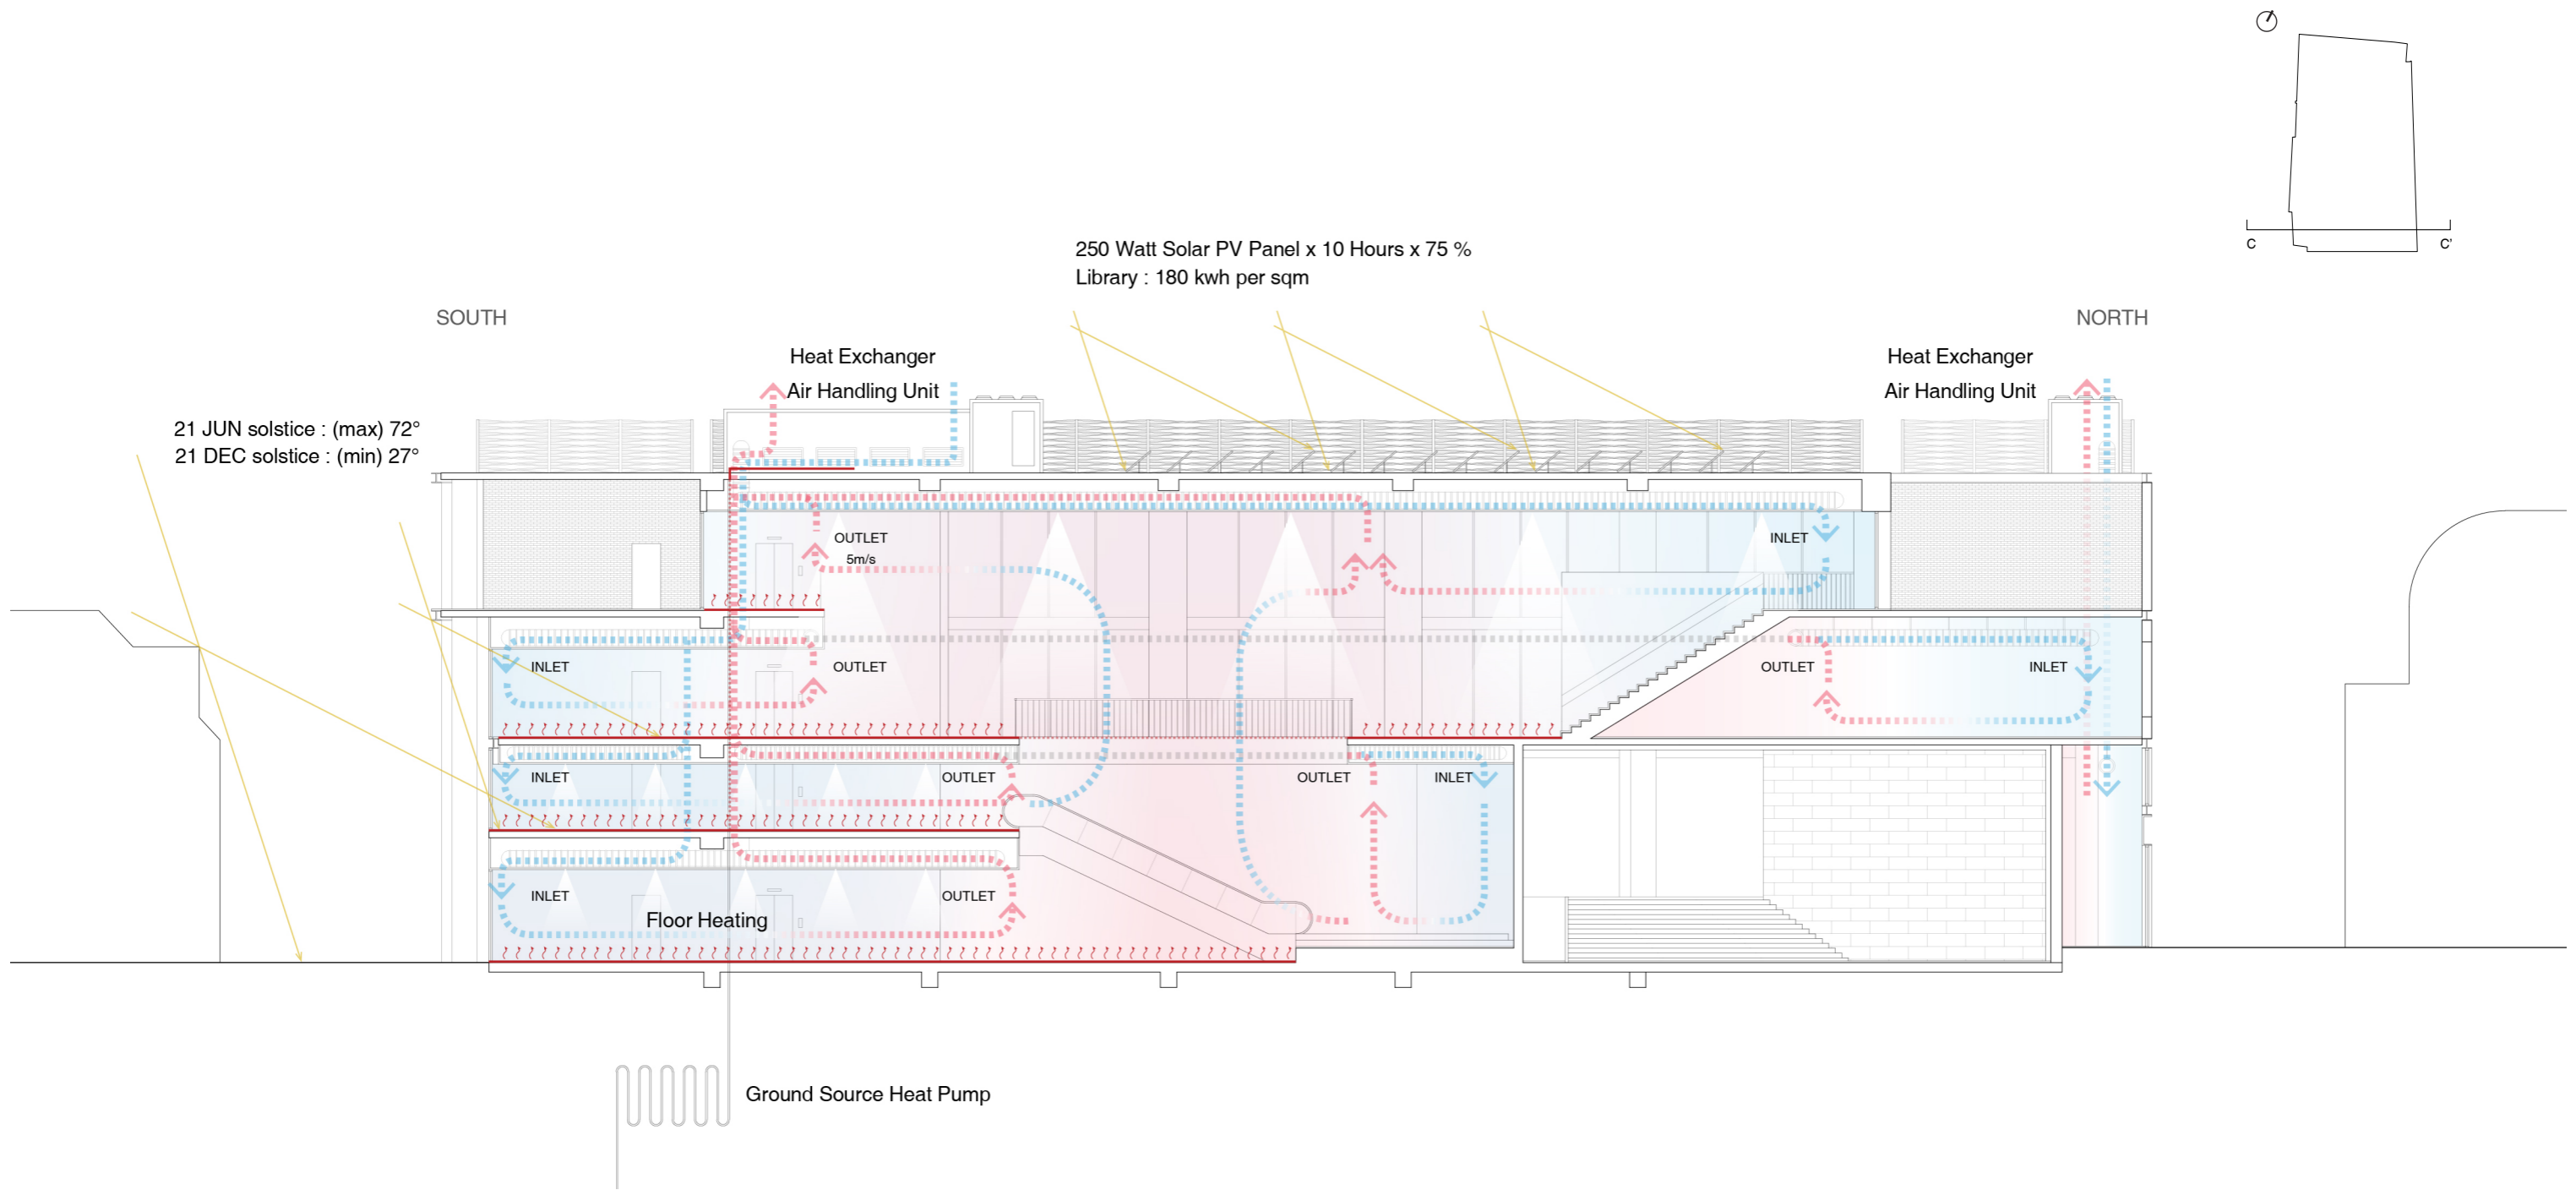 C
C'
250 Watt Solar PV Panel x 10 Hours x 75 %
Library : 180 kwh per sqm
SOUTH
NORTH
Heat Exchanger
Air Handling Unit
Heat Exchanger
Air Handling Unit
21 JUN solstice : (max) 72°
21 DEC solstice : (min) 27°
OUTLET
5m/s
INLET
INLET
OUTLET
OUTLET
INLET
INLET
OUTLET
OUTLET
INLET
INLET
OUTLET
Floor Heating
Ground Source Heat Pump